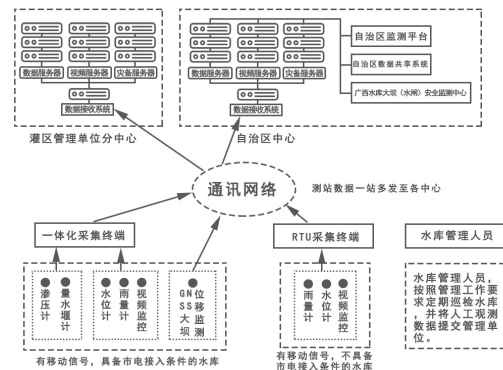 数据服务器 视频服务器 灾备服务器
数据接收系统
灌区管理单位分中心
数据服务器 视频服务器 灾备服务器
数据接收系统
自治区中心
自治区监测平台
自治区数据共享系统
广西水库大坝（水闸）安全监测中心
通讯网络
测站数据一站多发至各中心
一体化采集终端
RTU采集终端
水库管理人员
渗压计
量水堰计
水位计
雨量计
视频监控
GNSS大坝
位移监测
有移动信号，具备市电接入条件的水库
雨量计
水位计
视频监控
有移动信号，不具备
市电接入条件的水库
水库管理人员，
按照管理工作要
求定期巡检水库
，并将人工观测
数据提交管理单
位。